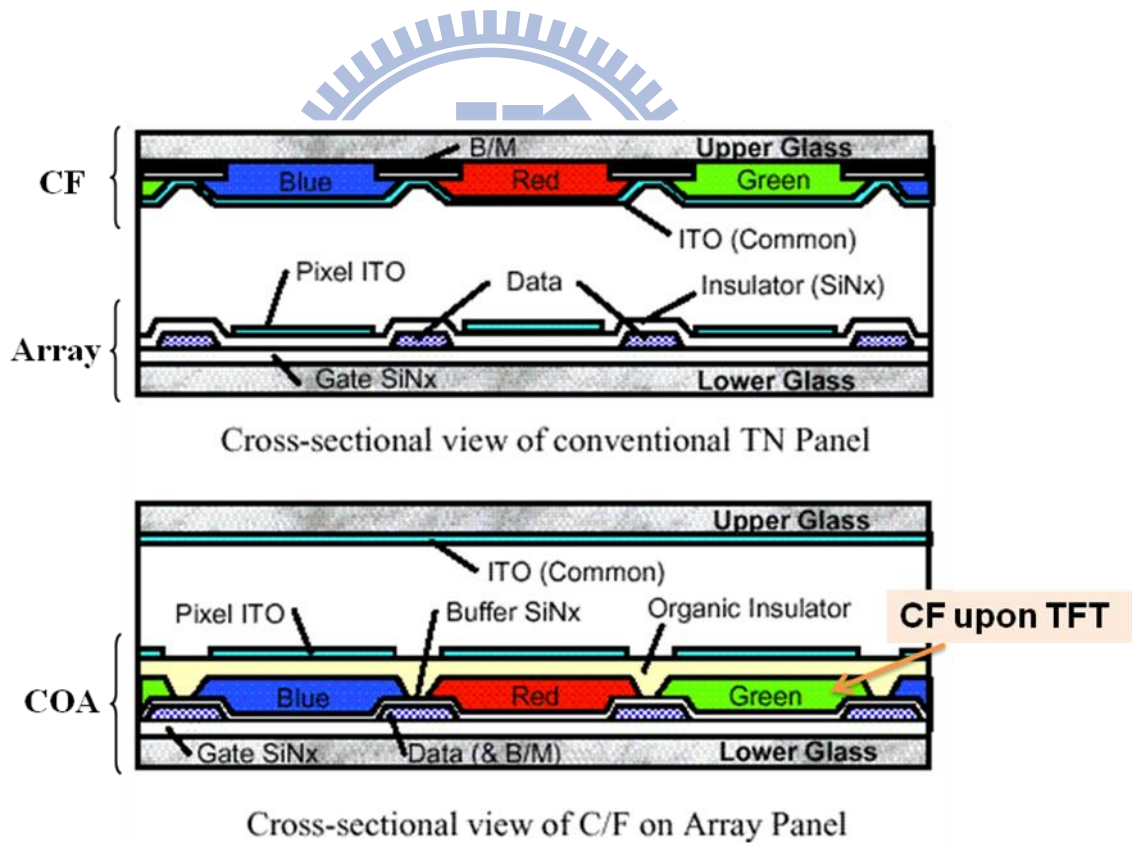 B/M
Upper Glass
CF
Blue
Red
Green
ITO (Common)
Pixel ITO
Data
Insulator (SiNx)
Array
Gate SiNx
Lower Glass
Cross-sectional view of conventional TN Panel
Upper Glass
ITO (Common)
Pixel ITO
Buffer SiNx
Organic Insulator
CF upon TFT
COA
Blue
Red
Green
Gate SiNx
Data (& B/M)
Lower Glass
Cross-sectional view of C/F on Array Panel